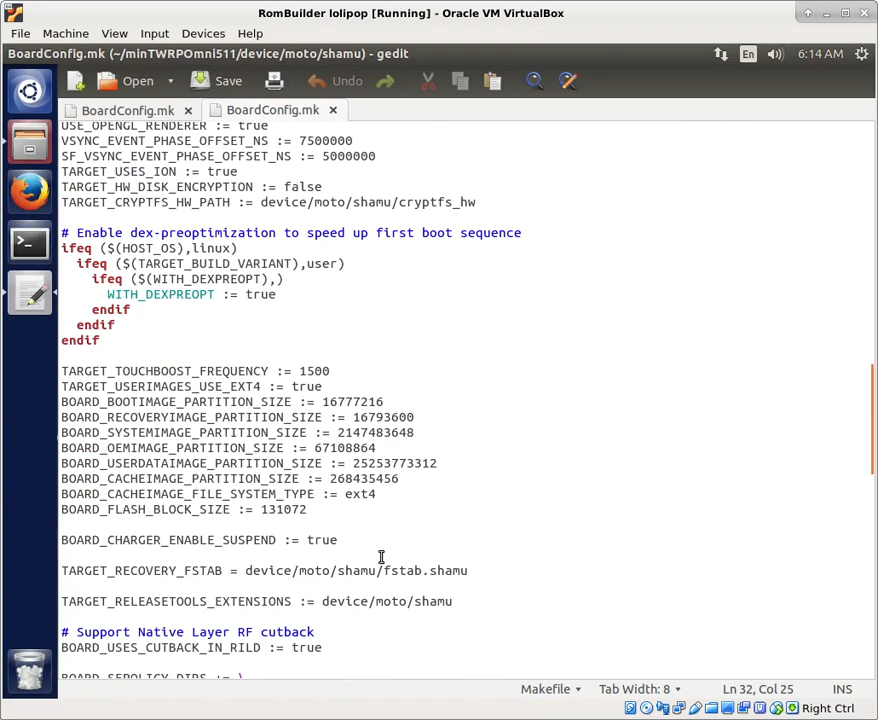 RomBuilder lolipop [Running] - Oracle VM VirtualBox
File Machine View Input Devices Help
BoardConfig.mk (~/minTWRPOmni511/device/moto/shamu) - gedit
En
6:14 AM
Open Save Undo
BoardConfig.mk BoardConfig.mk
USE_OPENGL_RENDERER := true
VSYNC_EVENT_PHASE_OFFSET_NS := 7500000
SF_VSYNC_EVENT_PHASE_OFFSET_NS := 5000000
TARGET_USES_ION := true
TARGET_HW_DISK_ENCRYPTION := false
TARGET_CRYPTFS_HW_PATH := device/moto/shamu/cryptfs_hw
# Enable dex-preoptimization to speed up first boot sequence
ifeq ($(HOST_OS),linux)
  ifeq ($(TARGET_BUILD_VARIANT),user)
    ifeq ($(WITH_DEXPREOPT),)
      WITH_DEXPREOPT := true
    endif
  endif
endif
TARGET_TOUCHBOOST_FREQUENCY := 1500
TARGET_USERIMAGES_USE_EXT4 := true
BOARD_BOOTIMAGE_PARTITION_SIZE := 16777216
BOARD_RECOVERYIMAGE_PARTITION_SIZE := 16793600
BOARD_SYSTEMIMAGE_PARTITION_SIZE := 2147483648
BOARD_OEMIMAGE_PARTITION_SIZE := 67108864
BOARD_USERDATAIMAGE_PARTITION_SIZE := 25253773312
BOARD_CACHEIMAGE_PARTITION_SIZE := 268435456
BOARD_CACHEIMAGE_FILE_SYSTEM_TYPE := ext4
BOARD_FLASH_BLOCK_SIZE := 131072
BOARD_CHARGER_ENABLE_SUSPEND := true
TARGET_RECOVERY_FSTAB = device/moto/shamu/fstab.shamu
TARGET_RELEASETOOLS_EXTENSIONS := device/moto/shamu
# Support Native Layer RF cutback
BOARD_USES_CUTBACK_IN_RILD := true
Makefile Tab Width: 8 Ln 32, Col 25 INS
Right Ctrl